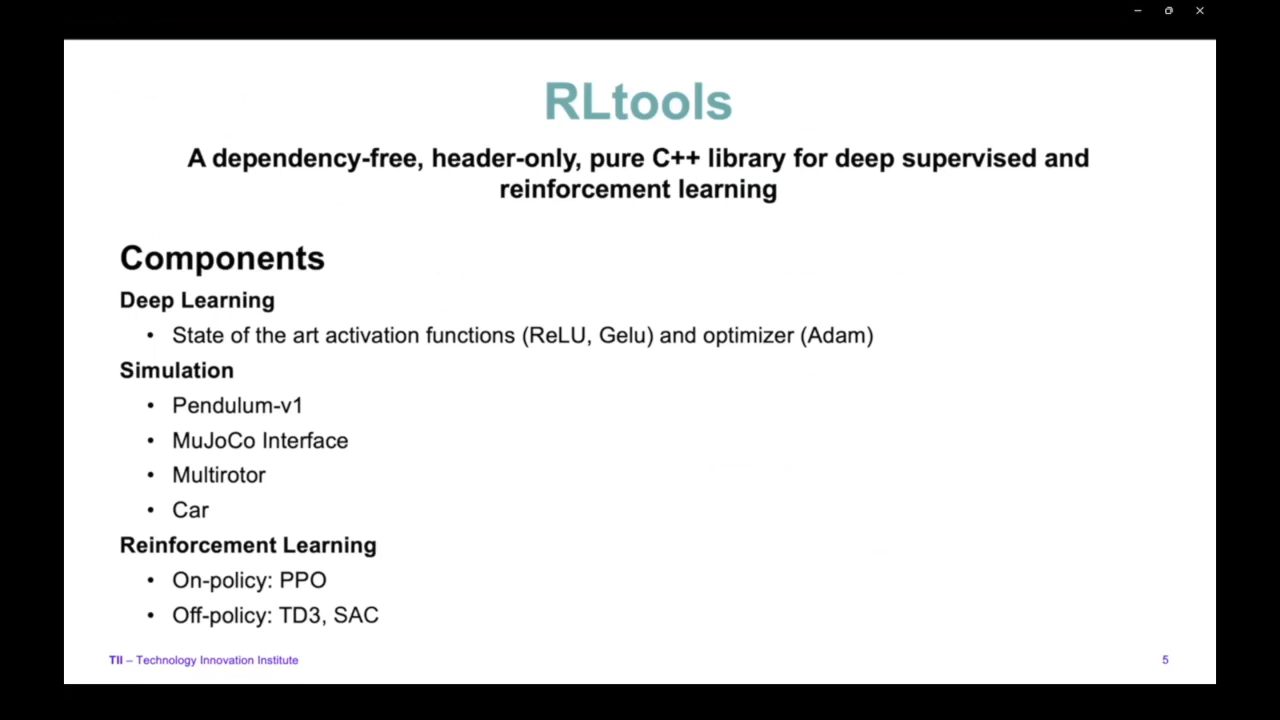 RLtools
A dependency-free, header-only, pure C++ library for deep supervised and
reinforcement learning
Components
Deep Learning
• State of the art activation functions (ReLU, Gelu) and optimizer (Adam)
Simulation
• Pendulum-v1
• MuJoCo Interface
• Multirotor
• Car
Reinforcement Learning
• On-policy: PPO
• Off-policy: TD3, SAC
TII – Technology Innovation Institute
5